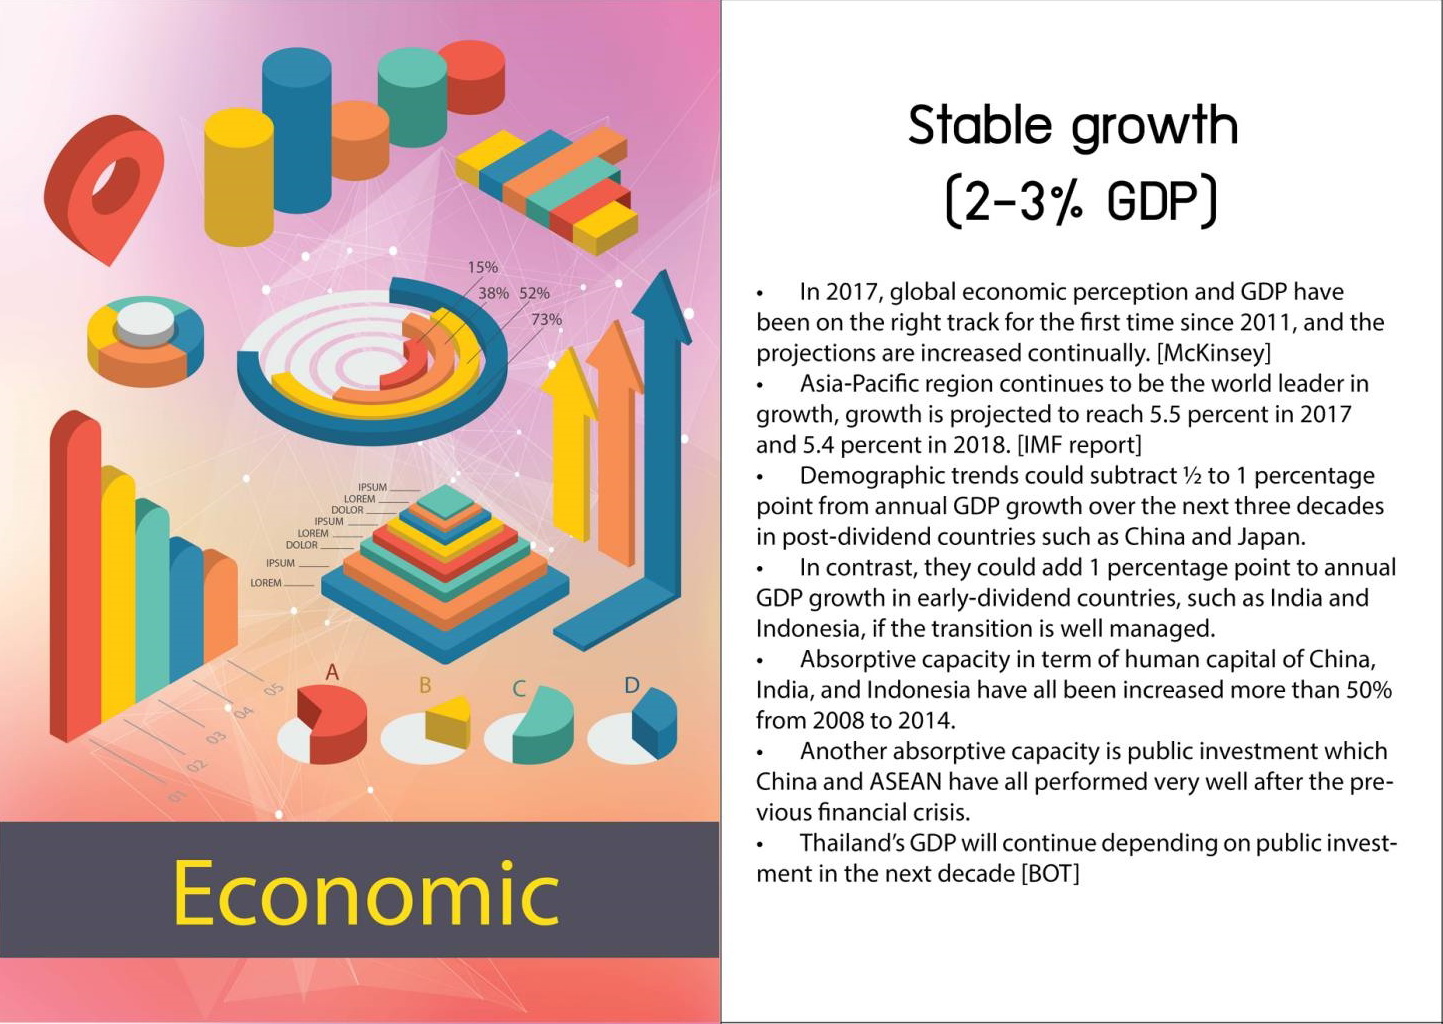 15%
38% 52%
73%
IPSUM
LOREM
DOLOR
IPSUM
LOREM
DOLOR
IPSUM
LOREM
A
B
C
D
05
04
03
02
01
Economic
Stable growth
(2-3% GDP)
• In 2017, global economic perception and GDP have
been on the right track for the first time since 2011, and the
projections are increased continually. [McKinsey]
• Asia-Pacific region continues to be the world leader in
growth, growth is projected to reach 5.5 percent in 2017
and 5.4 percent in 2018. [IMF report]
• Demographic trends could subtract ½ to 1 percentage
point from annual GDP growth over the next three decades
in post-dividend countries such as China and Japan.
• In contrast, they could add 1 percentage point to annual
GDP growth in early-dividend countries, such as India and
Indonesia, if the transition is well managed.
• Absorptive capacity in term of human capital of China,
India, and Indonesia have all been increased more than 50%
from 2008 to 2014.
• Another absorptive capacity is public investment which
China and ASEAN have all performed very well after the pre-
vious financial crisis.
• Thailand's GDP will continue depending on public invest-
ment in the next decade [BOT]